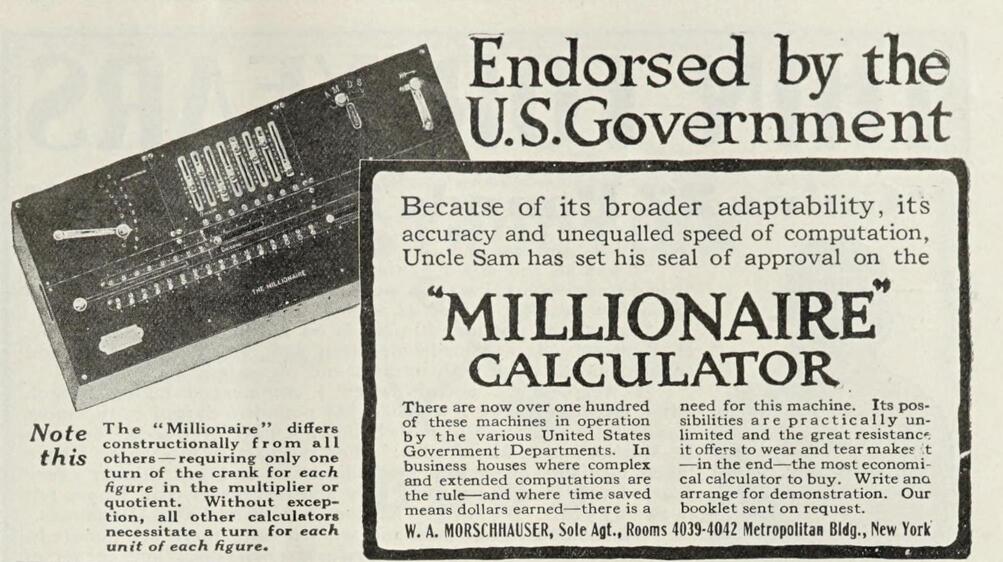 Endorsed by the
U.S. Government
THE MILLIONAIRE
Because of its broader adaptability, its
accuracy and unequalled speed of computation,
Uncle Sam has set his seal of approval on the
"MILLIONAIRE"
CALCULATOR
Note
this
The "Millionaire" differs
constructionally from all
others—requiring only one
turn of the crank for each
figure in the multiplier or
quotient. Without excep-
tion, all other calculators
necessitate a turn for each
unit of each figure.
There are now over one hundred
of these machines in operation
by the various United States
Government Departments. In
business houses where complex
and extended computations are
the rule—and where time saved
means dollars earned—there is a
need for this machine. Its pos-
sibilities are practically un-
limited and the great resistance
it offers to wear and tear makes it
—in the end—the most economi-
cal calculator to buy. Write and
arrange for demonstration. Our
booklet sent on request.
W. A. MORSCHHAUSER, Sole Agt., Rooms 4039-4042 Metropolitan Bldg., New York